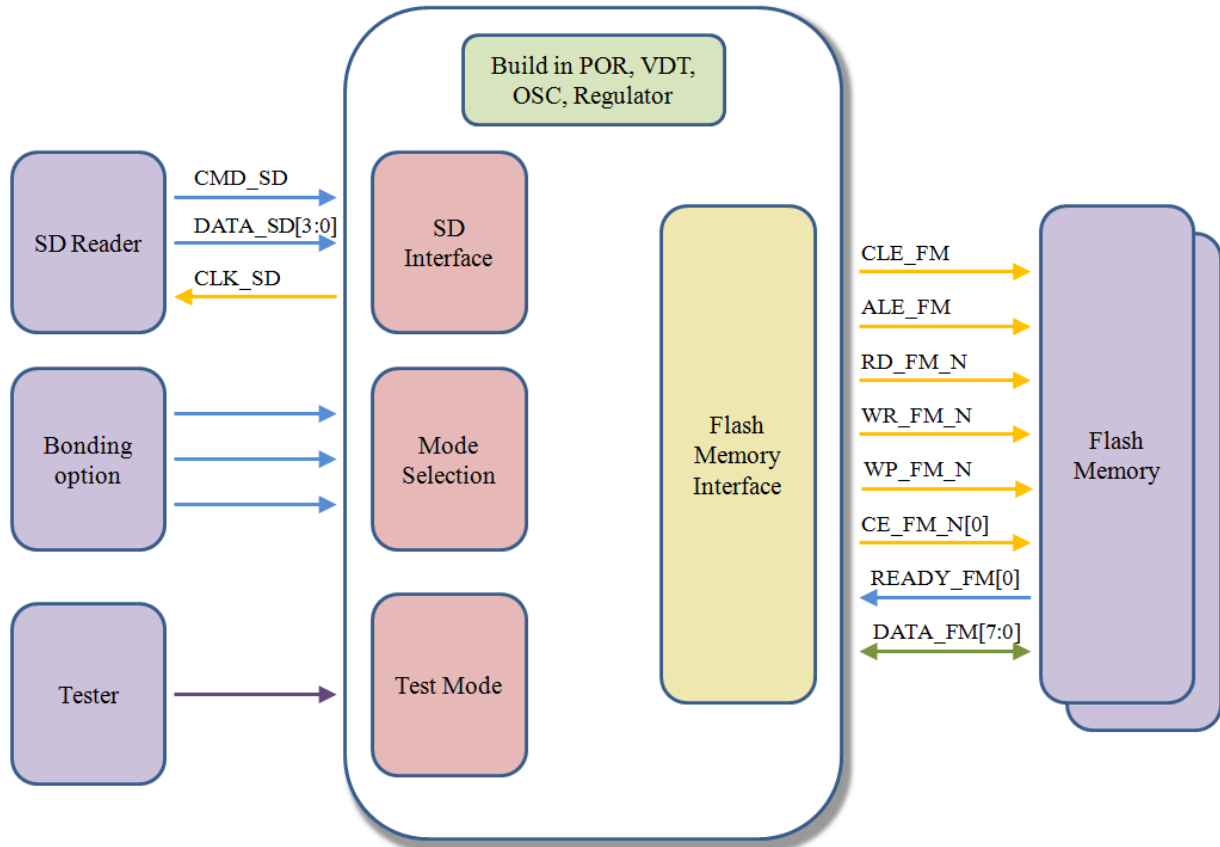 Build in POR, VDT,
OSC, Regulator
SD Reader
CMD_SD
DATA_SD[3:0]
CLK_SD
SD
Interface
Bonding
option
Mode
Selection
Tester
Test Mode
Flash
Memory
Interface
CLE_FM
ALE_FM
RD_FM_N
WR_FM_N
WP_FM_N
CE_FM_N[0]
READY_FM[0]
DATA_FM[7:0]
Flash
Memory